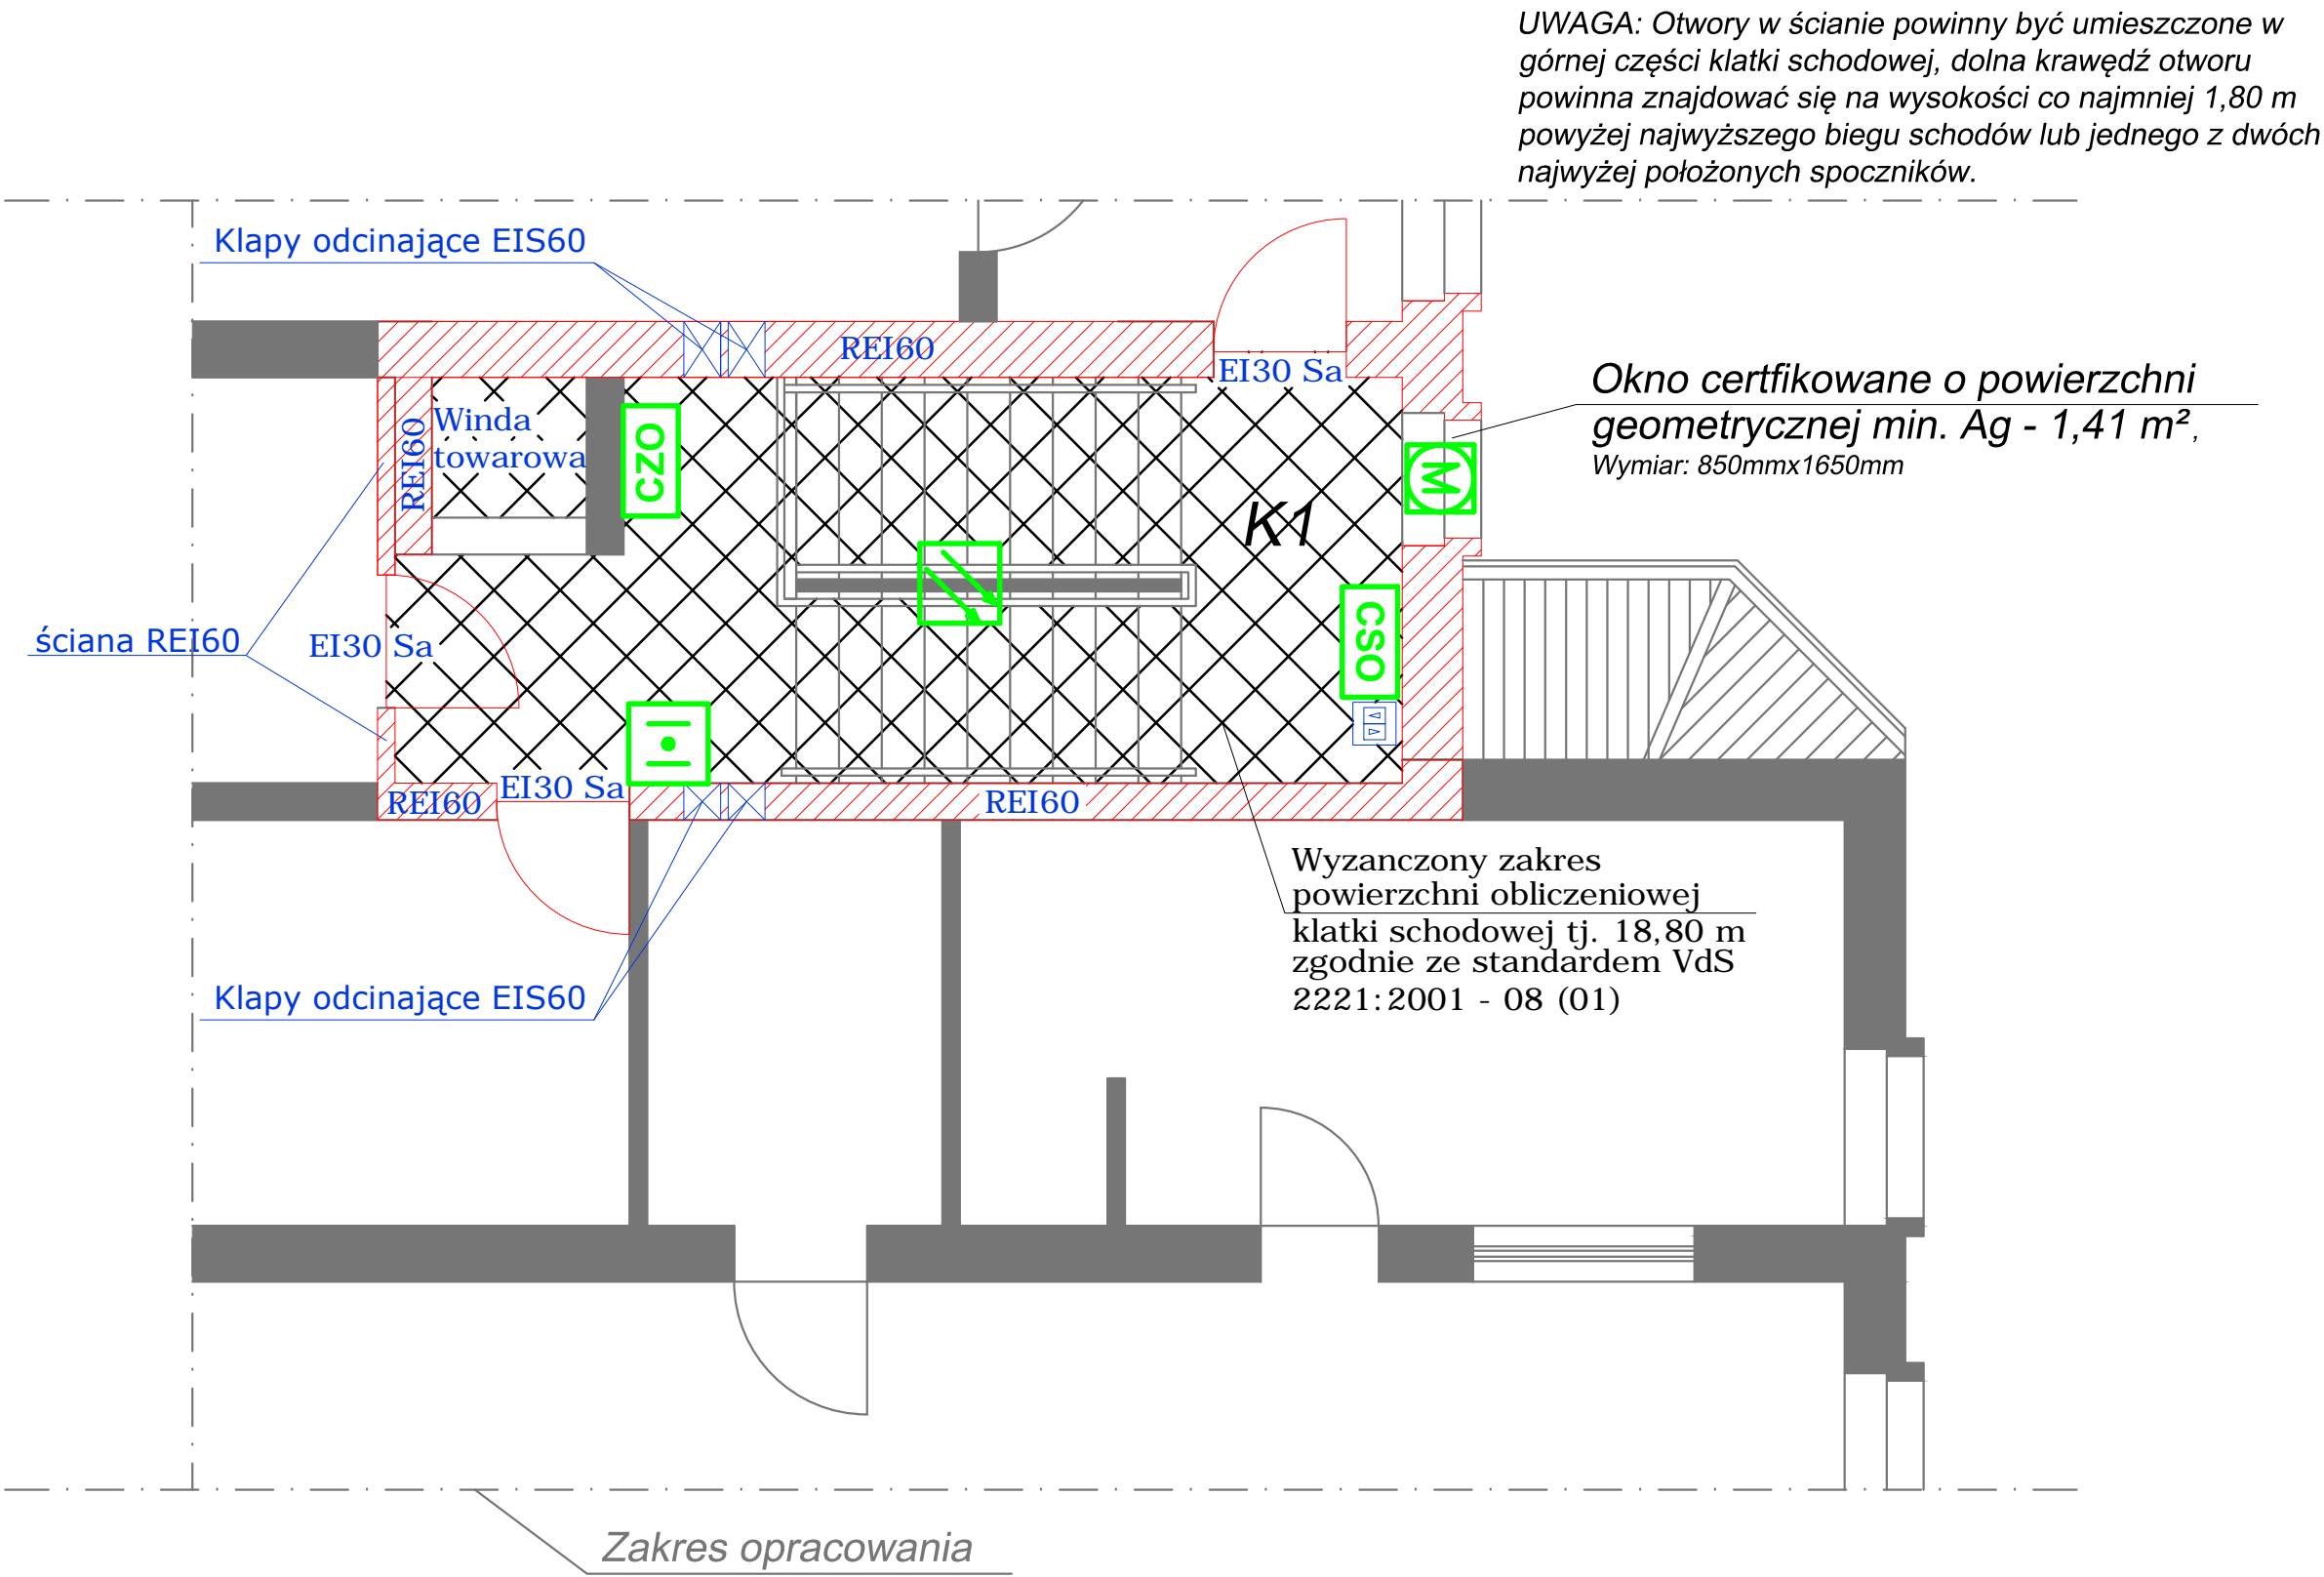 UWAGA: Otwory w ścianie powinny być umieszczone w
górnej części klatki schodowej, dolna krawędź otworu
powinna znajdować się na wysokości co najmniej 1,80 m
powyżej najwyższego biegu schodów lub jednego z dwóch
najwyżej położonych spoczników.
Klapy odcinające EIS60
REI60
EI30 Sa
Okno certfikowane o powierzchni
geometrycznej min. Ag - 1,41 m²,
Wymiar: 850mmx1650mm
Winda
towarowa
REI60
CZO
M
K1
CSO
ściana REI60
EI30 Sa
EI30 Sa
REI60
REI60
Wyzanczony zakres
powierzchni obliczeniowej
klatki schodowej tj. 18,80 m
zgodnie ze standardem VdS
2221:2001 - 08 (01)
Klapy odcinające EIS60
Zakres opracowania